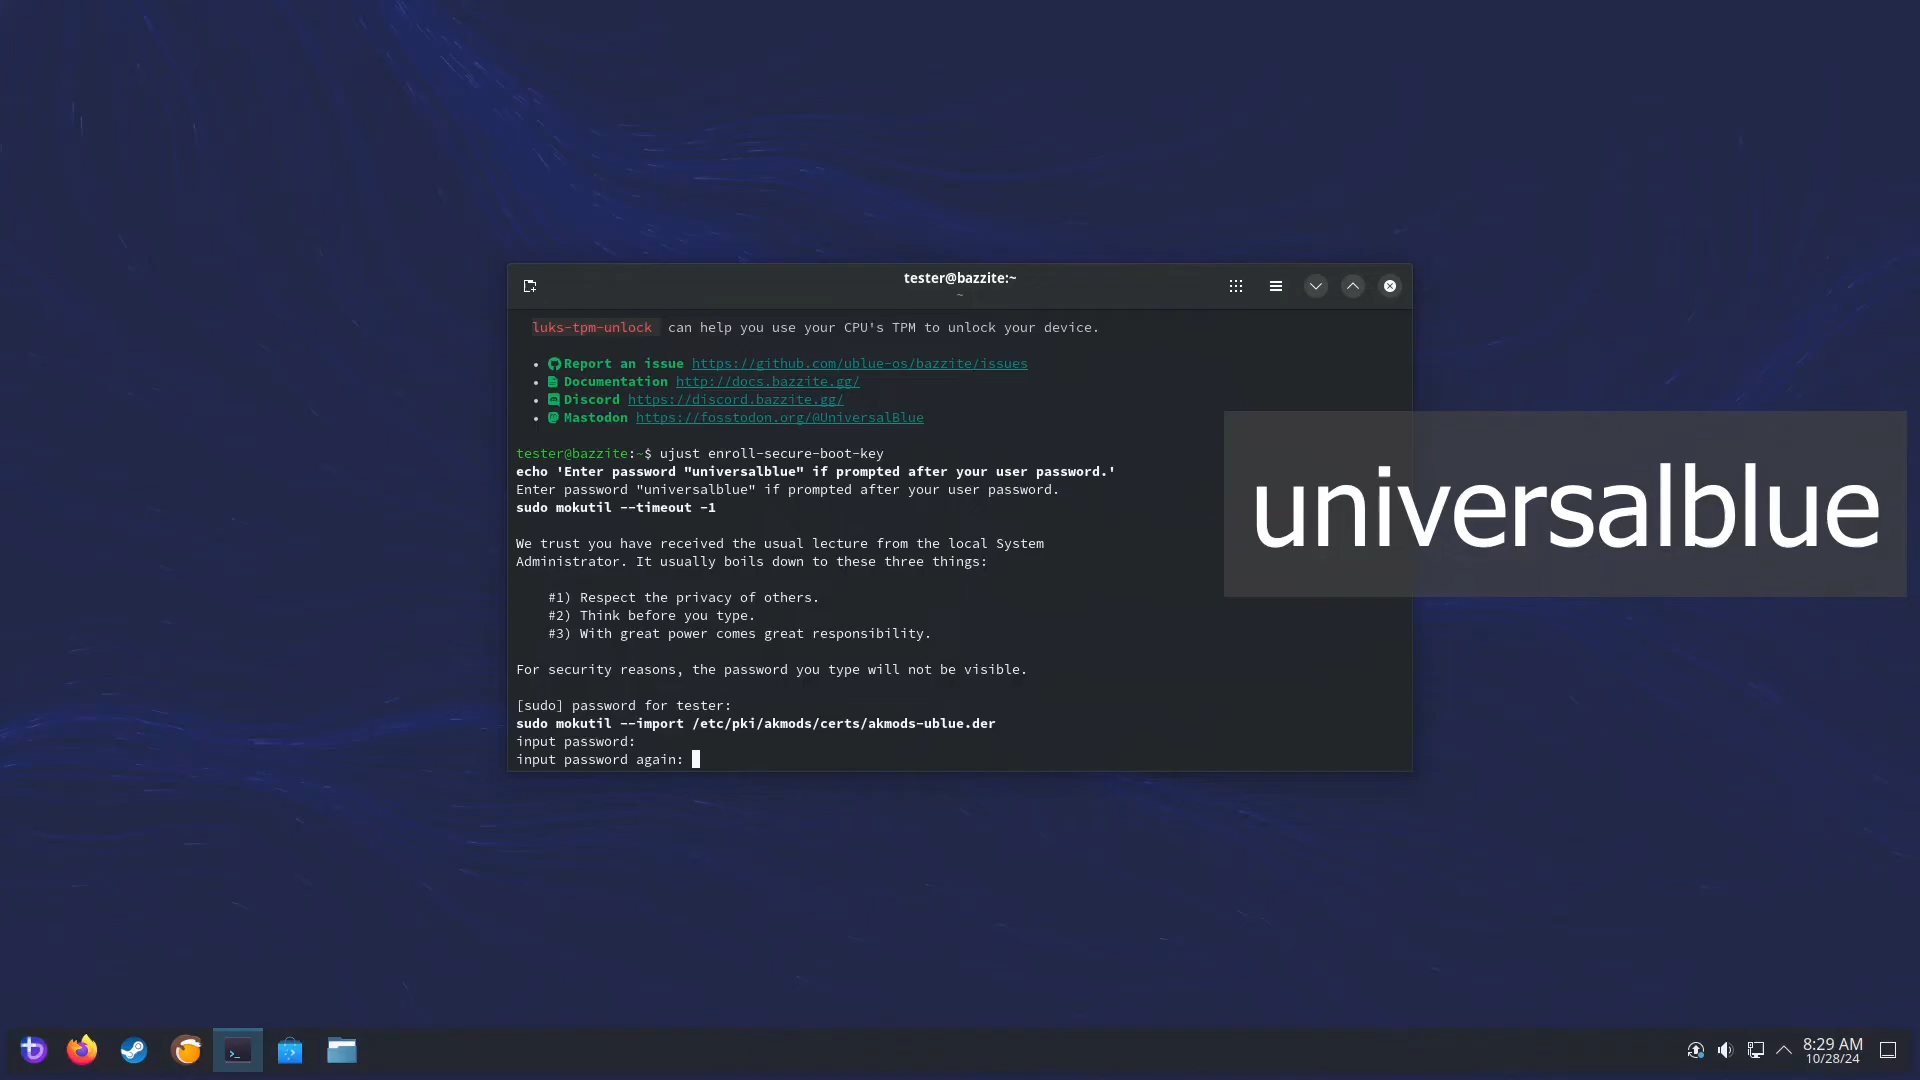 tester@bazzite:~
~
luks-tpm-unlock can help you use your CPU's TPM to unlock your device.
• Report an issue https://github.com/ublue-os/bazzite/issues
• Documentation http://docs.bazzite.gg/
• Discord https://discord.bazzite.gg/
• Mastodon https://fosstodon.org/@UniversalBlue
tester@bazzite:~$ ujust enroll-secure-boot-key
echo 'Enter password "universalblue" if prompted after your user password.'
Enter password "universalblue" if prompted after your user password.
sudo mokutil --timeout -1
We trust you have received the usual lecture from the local System
Administrator. It usually boils down to these three things:
#1) Respect the privacy of others.
#2) Think before you type.
#3) With great power comes great responsibility.
For security reasons, the password you type will not be visible.
[sudo] password for tester:
sudo mokutil --import /etc/pki/akmods/certs/akmods-ublue.der
input password:
input password again:
universalblue
8:29 AM
10/28/24